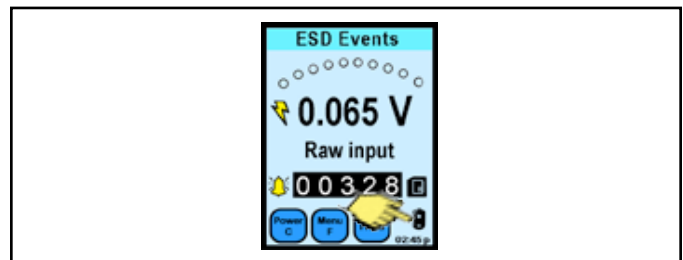 ESD Events
0.065 V
Raw input
00328
Power Menu
C F
02:45 p